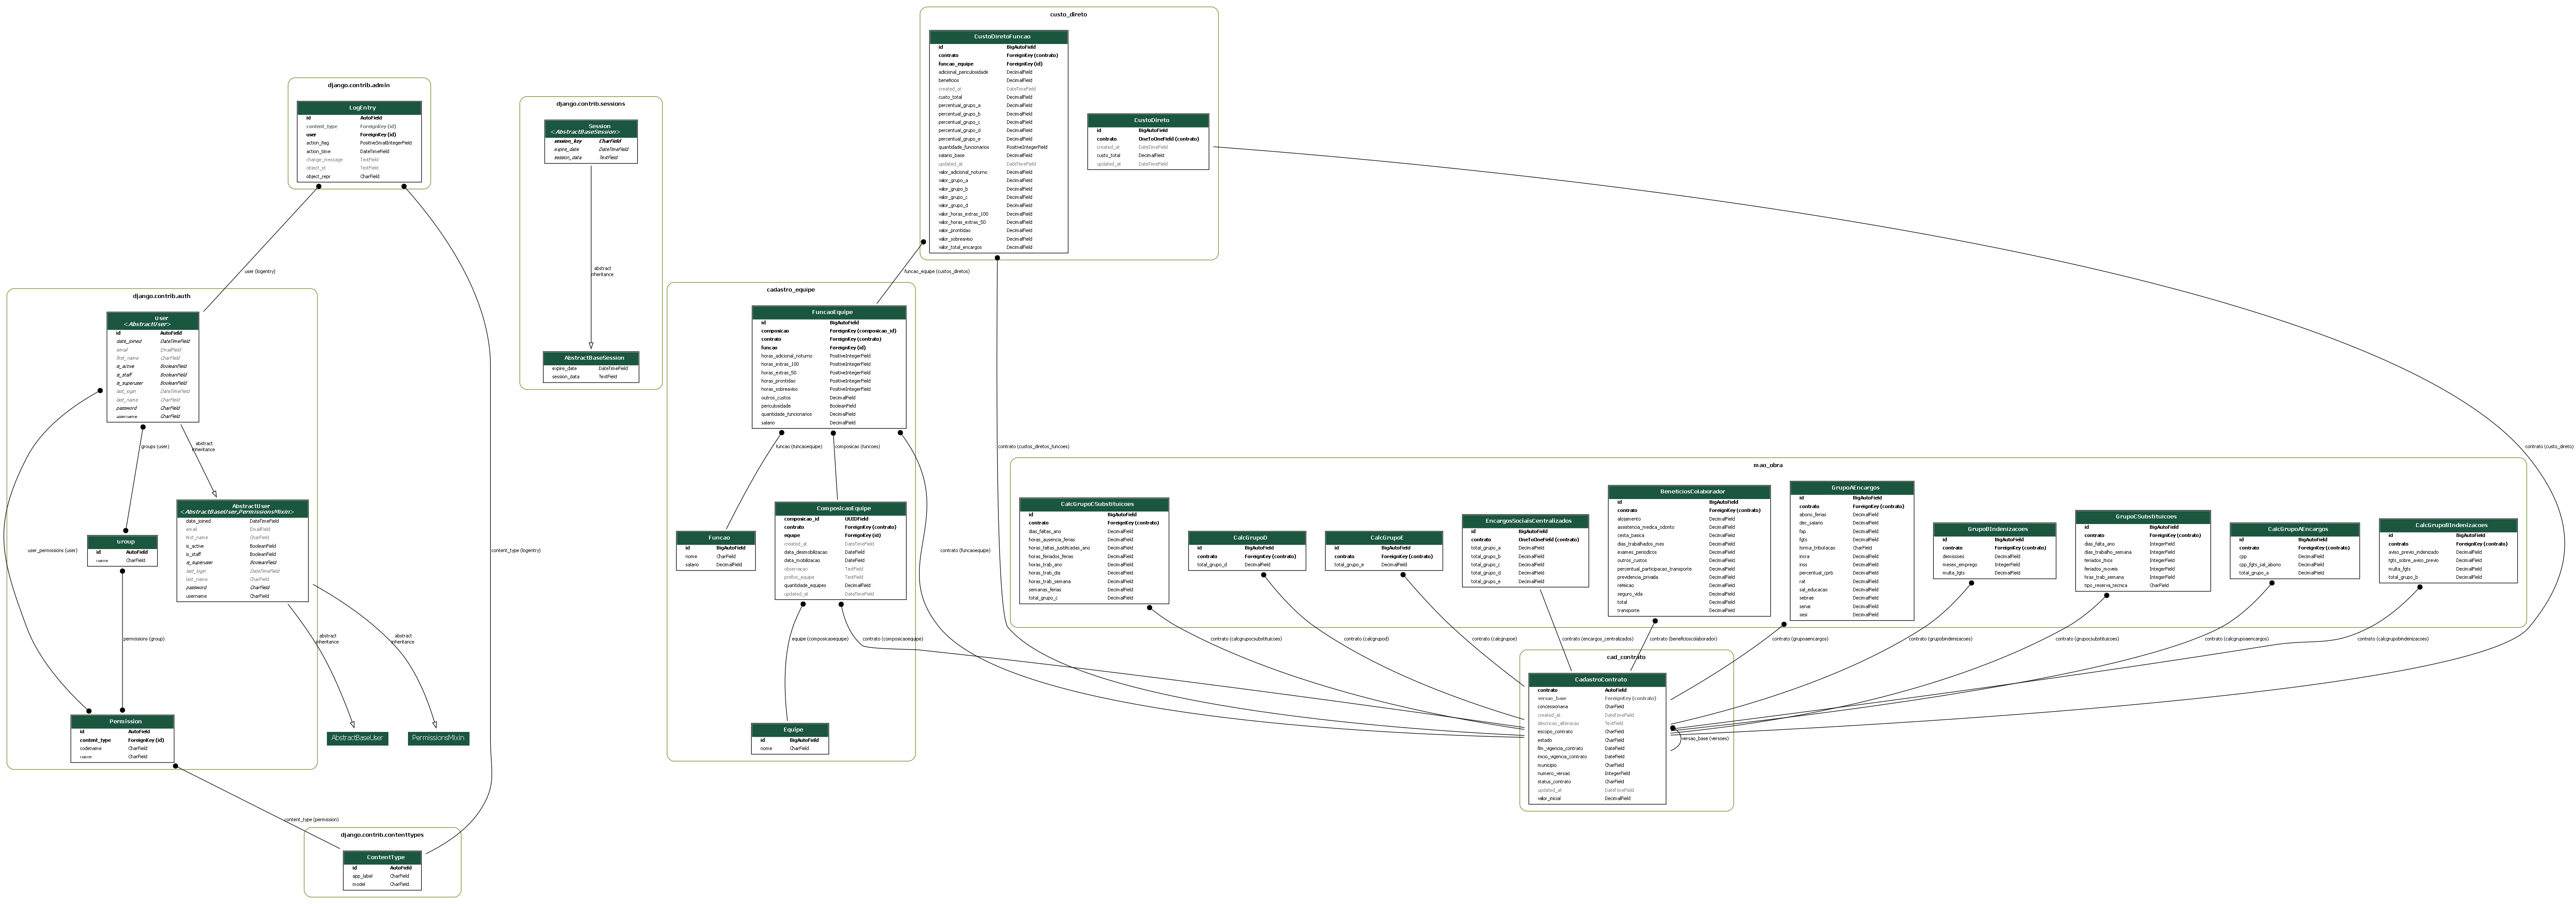 custo_direto
CustoDiretoFuncao
id BigAutoField
contrato ForeignKey (contrato)
funcao_equipe ForeignKey (id)
adicional_periculosidade DecimalField
beneficios DecimalField
created_at DateTimeField
custo_total DecimalField
percentual_grupo_a DecimalField
percentual_grupo_b DecimalField
percentual_grupo_c DecimalField
percentual_grupo_d DecimalField
percentual_grupo_e DecimalField
quantidade_funcionarios PositiveIntegerField
salario_base DecimalField
updated_at DateTimeField
valor_adicional_noturno DecimalField
valor_grupo_a DecimalField
valor_grupo_b DecimalField
valor_grupo_c DecimalField
valor_grupo_d DecimalField
valor_horas_extras_100 DecimalField
valor_horas_extras_50 DecimalField
valor_prontidao DecimalField
valor_sobreaviso DecimalField
valor_total_encargos DecimalField
CustoDireto
id BigAutoField
contrato OneToOneField (contrato)
created_at DateTimeField
custo_total DecimalField
updated_at DateTimeField
django.contrib.admin
LogEntry
id AutoField
content_type ForeignKey (id)
user ForeignKey (id)
action_flag PositiveSmallIntegerField
action_time DateTimeField
change_message TextField
object_id TextField
object_repr CharField
django.contrib.sessions
Session
<AbstractBaseSession>
session_key CharField
expire_date DateTimeField
session_data TextField
abstract
inheritance
AbstractBaseSession
expire_date DateTimeField
session_data TextField
user (logentry)
funcao_equipe (custos_diretos)
django.contrib.auth
User
<AbstractUser>
id AutoField
date_joined DateTimeField
email EmailField
first_name CharField
is_active BooleanField
is_staff BooleanField
is_superuser BooleanField
last_login DateTimeField
last_name CharField
password CharField
username CharField
groups (user)
abstract
inheritance
AbstractUser
<AbstractBaseUser,PermissionsMixin>
date_joined DateTimeField
email EmailField
first_name CharField
is_active BooleanField
is_staff BooleanField
is_superuser BooleanField
last_login DateTimeField
last_name CharField
password CharField
username CharField
Group
id AutoField
name CharField
user_permissions (user)
content_type (logentry)
permissions (group)
abstract
inheritance
abstract
inheritance
Permission
id AutoField
content_type ForeignKey (id)
codename CharField
name CharField
AbstractBaseUser
PermissionsMixin
content_type (permission)
django.contrib.contenttypes
ContentType
id AutoField
app_label CharField
model CharField
cadastro_equipe
FuncaoEquipe
id BigAutoField
composicao ForeignKey (composicao_id)
contrato ForeignKey (contrato)
funcao ForeignKey (id)
horas_adicional_noturno PositiveIntegerField
horas_extras_100 PositiveIntegerField
horas_extras_50 PositiveIntegerField
horas_prontidao PositiveIntegerField
horas_sobreaviso PositiveIntegerField
outros_custos DecimalField
periculosidade BooleanField
quantidade_funcionarios DecimalField
salario DecimalField
funcao (funcaoequipe)
composicao (funcoes)
contrato (custos_diretos_funcoes)
contrato (custo_direto)
Funcao
id BigAutoField
nome CharField
salario DecimalField
ComposicaoEquipe
composicao_id UUIDField
contrato ForeignKey (contrato)
equipe ForeignKey (id)
created_at DateTimeField
data_desmobilizacao DateField
data_mobilizacao DateField
observacao TextField
prefixo_equipe TextField
quantidade_equipes DecimalField
updated_at DateTimeField
contrato (funcaoequipe)
equipe (composicaoequipe)
contrato (composicaoequipe)
Equipe
id BigAutoField
nome CharField
mao_obra
CalcGrupoCSubstituicoes
id BigAutoField
contrato ForeignKey (contrato)
dias_faltas_ano DecimalField
horas_ausencia_ferias DecimalField
horas_faltas_justificadas_ano DecimalField
horas_feriados_ferias DecimalField
horas_trab_ano DecimalField
horas_trab_dia DecimalField
horas_trab_semana DecimalField
semanas_ferias DecimalField
total_grupo_c DecimalField
CalcGrupoD
id BigAutoField
contrato ForeignKey (contrato)
total_grupo_d DecimalField
CalcGrupoE
id BigAutoField
contrato ForeignKey (contrato)
total_grupo_e DecimalField
EncargosSociaisCentralizados
id BigAutoField
contrato OneToOneField (contrato)
total_grupo_a DecimalField
total_grupo_b DecimalField
total_grupo_c DecimalField
total_grupo_d DecimalField
total_grupo_e DecimalField
BeneficiosColaborador
id BigAutoField
contrato ForeignKey (contrato)
alojamento DecimalField
assistencia_medica_odonto DecimalField
cesta_basica DecimalField
dias_trabalhados_mes DecimalField
exames_periodicos DecimalField
outros_custos DecimalField
percentual_participacao_transporte DecimalField
previdencia_privada DecimalField
refeicao DecimalField
seguro_vida DecimalField
total DecimalField
transporte DecimalField
GrupoAEncargos
id BigAutoField
contrato ForeignKey (contrato)
abono_ferias DecimalField
dec_salario DecimalField
fap DecimalField
fgts DecimalField
forma_tributacao CharField
incra DecimalField
inss DecimalField
percentual_cprb DecimalField
rat DecimalField
sal_educacao DecimalField
sebrae DecimalField
senai DecimalField
sesi DecimalField
GrupoBIndenizacoes
id BigAutoField
contrato ForeignKey (contrato)
demissoes DecimalField
meses_emprego IntegerField
multa_fgts DecimalField
GrupoCSubstituicoes
id BigAutoField
contrato ForeignKey (contrato)
dias_falta_ano IntegerField
dias_trabalho_semana IntegerField
feriados_fixos IntegerField
feriados_moveis IntegerField
hras_trab_semana IntegerField
tipo_reserva_tecnica CharField
CalcGrupoAEncargos
id BigAutoField
contrato ForeignKey (contrato)
cpp DecimalField
cpp_fgts_sal_abono DecimalField
total_grupo_a DecimalField
CalcGrupoBIndenizacoes
id BigAutoField
contrato ForeignKey (contrato)
aviso_previo_indenizado DecimalField
fgts_sobre_aviso_previo DecimalField
multa_fgts DecimalField
total_grupo_b DecimalField
contrato (calcgrupocsubstituicoes)
contrato (calcgrupod)
contrato (calcgrupoe)
contrato (encargos_centralizados)
contrato (beneficioscolaborador)
contrato (grupoaencargos)
contrato (grupobindenizacoes)
contrato (grupocsubstituicoes)
contrato (calcgrupoaencargos)
contrato (calcgrupobindenizacoes)
cad_contrato
CadastroContrato
contrato AutoField
versao_base ForeignKey (contrato)
concessionaria CharField
created_at DateTimeField
descricao_alteracao TextField
escopo_contrato CharField
estado CharField
fim_vigencia_contrato DateField
inicio_vigencia_contrato DateField
municipio CharField
numero_versao IntegerField
status_contrato CharField
updated_at DateTimeField
valor_inicial DecimalField
versao_base (versoes)